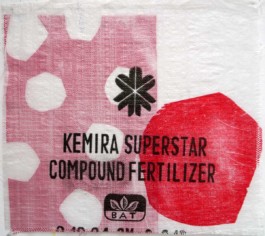 KEMIRA SUPERSTAR
COMPOUND FERTILIZER
BAT